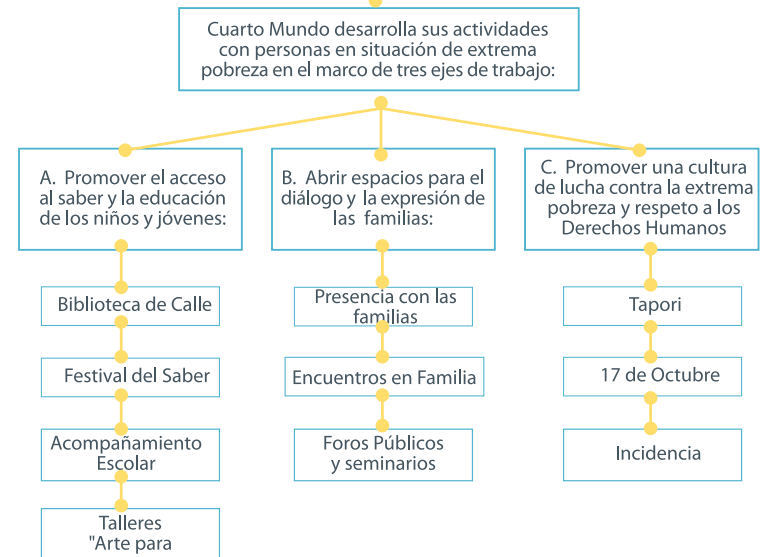 Cuarto Mundo desarrolla sus actividades
con personas en situación de extrema
pobreza en el marco de tres ejes de trabajo:
A. Promover el acceso
al saber y la educación
de los niños y jóvenes:
Biblioteca de Calle
Festival del Saber
Acompañamiento
Escolar
Talleres
"Arte para
B. Abrir espacios para el
diálogo y la expresión de
las familias:
Presencia con las
familias
Encuentros en Familia
Foros Públicos
y seminarios
C. Promover una cultura
de lucha contra la extrema
pobreza y respeto a los
Derechos Humanos
Tapori
17 de Octubre
Incidencia